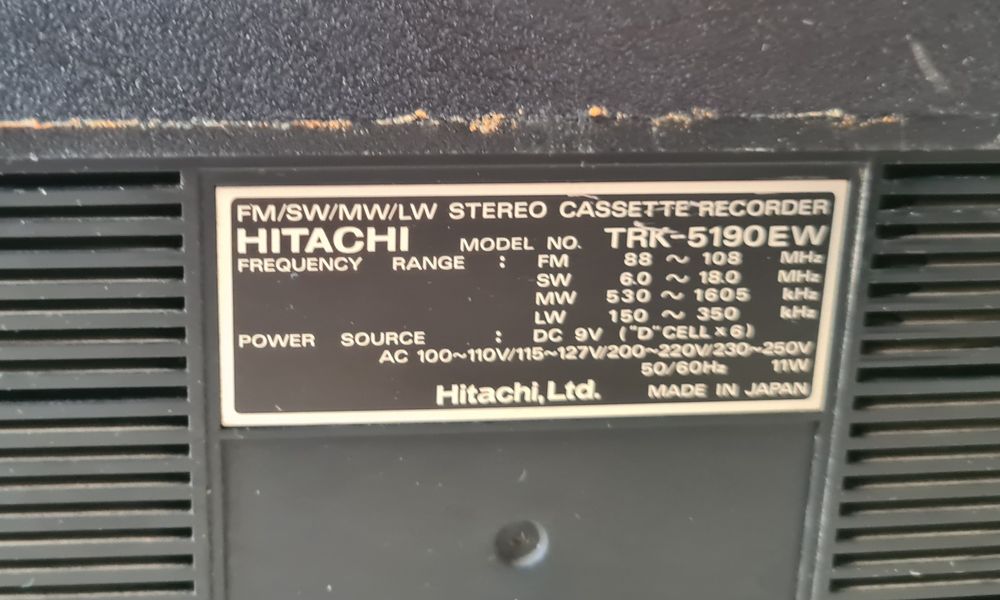 FM/SW/MW/LW STEREO CASSETTE RECORDER
HITACHI MODEL NO. TRK-5190EW
FREQUENCY RANGE : FM 88 ~ 108 MHz
SW 6.0 ~ 18.0 MHz
MW 530 ~ 1605 kHz
LW 150 ~ 350 kHz
POWER SOURCE : DC 9V ("D" CELL × 6)
AC 100~110V/115~127V/200~220V/230~250V
50/60Hz 11W
Hitachi, Ltd. MADE IN JAPAN